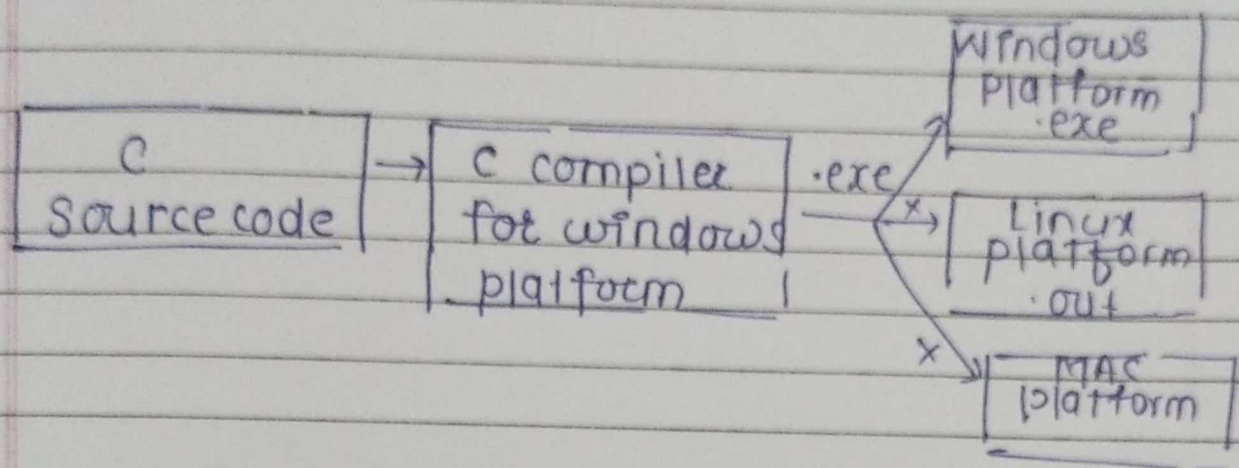 C
source code
C compiler
for windows
platform
.exe
x
x
Windows
Platform
.exe
Linux
platform
.out
MAC
platform